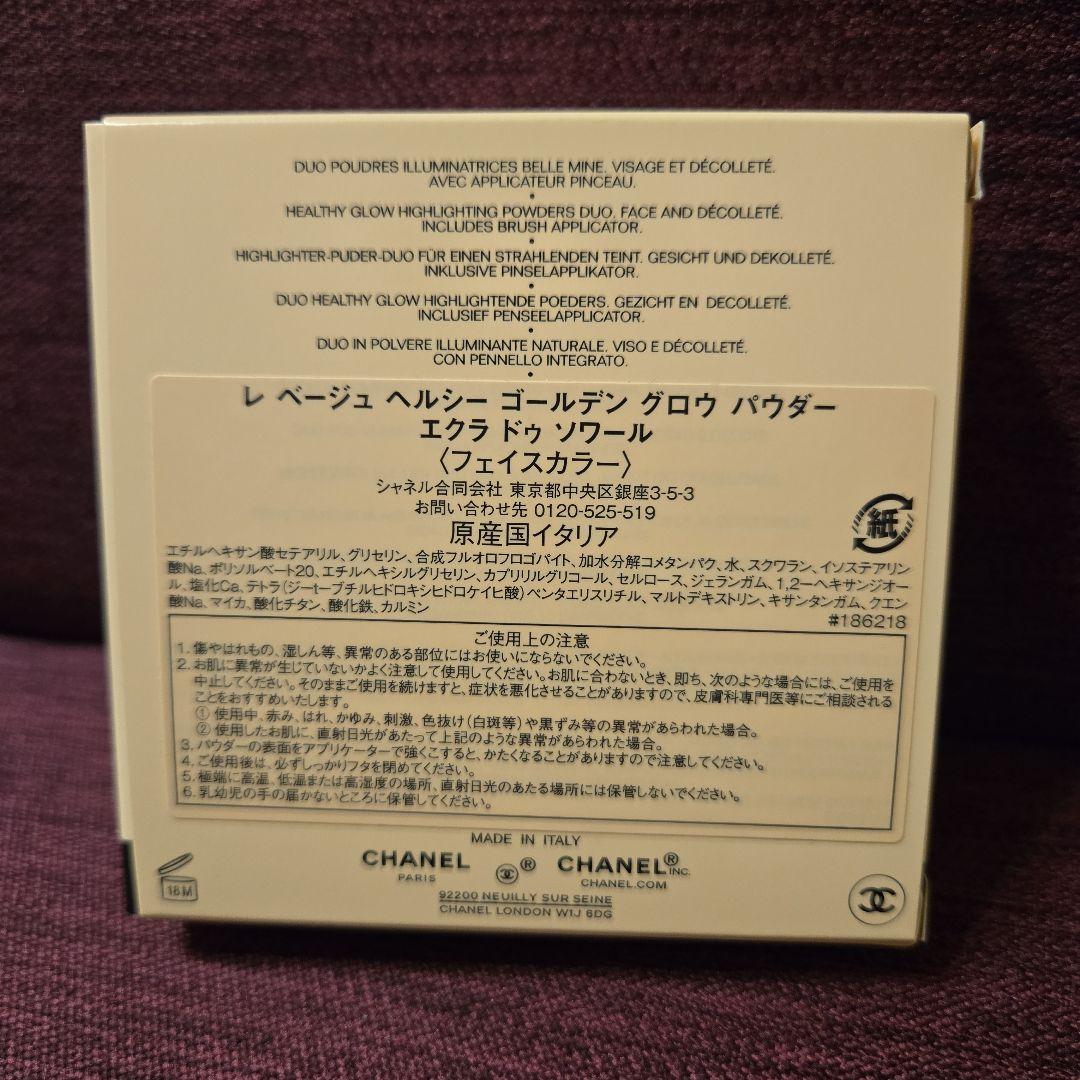 DUO POUDRES ILLUMINATRICES BELLE MINE. VISAGE ET DÉCOLLETÉ.
AVEC APPLICATEUR PINCEAU.
•
HEALTHY GLOW HIGHLIGHTING POWDERS DUO. FACE AND DÉCOLLETÉ.
INCLUDES BRUSH APPLICATOR.
•
HIGHLIGHTER-PUDER-DUO FÜR EINEN STRAHLENDEN TEINT. GESICHT UND DEKOLLETÉ.
INKLUSIVE PINSELAPPLIKATOR.
•
DUO HEALTHY GLOW HIGHLIGHTENDE POEDERS. GEZICHT EN DECOLLETÉ.
INCLUSIEF PENSEELAPPLICATOR.
•
DUO IN POLVERE ILLUMINANTE NATURALE. VISO E DÉCOLLETÉ.
CON PENNELLO INTEGRATO.
•
レ ベージュ ヘルシー ゴールデン グロウ パウダー
エクラ ドゥ ソワール
〈フェイスカラー〉
シャネル合同会社 東京都中央区銀座3-5-3
お問い合わせ先 0120-525-519
原産国イタリア
紙
エチルヘキサン酸セテアリル、グリセリン、合成フルオロフロゴパイト、加水分解コメタンパク、水、スクワラン、イソステアリン
酸Na、ポリソルベート20、エチルヘキシルグリセリン、カプリリルグリコール、セルロース、ジェランガム、1,2-ヘキサンジオー
ル、塩化Ca、テトラ(ジ-t-ブチルヒドロキシヒドロケイヒ酸)ペンタエリスリチル、マルトデキストリン、キサンタンガム、クエン
酸Na、マイカ、酸化チタン、酸化鉄、カルミン
#186218
ご使用上の注意
1. 傷やはれもの、湿しん等、異常のある部位にはお使いにならないでください。
2. お肌に異常が生じていないかよく注意して使用してください。お肌に合わないとき、即ち、次のような場合には、ご使用を
中止してください。そのままご使用を続けますと、症状を悪化させることがありますので、皮膚科専門医等にご相談される
ことをおすすめいたします。
① 使用中、赤み、はれ、かゆみ、刺激、色抜け(白斑等)や黒ずみ等の異常があらわれた場合。
② 使用したお肌に、直射日光があたって上記のような異常があらわれた場合。
3. パウダーの表面をアプリケーターで強くこすると、かたくなることがありますので注意してください。
4. ご使用後は、必ずしっかりフタを閉めてください。
5. 極端に高温、低温または高湿度の場所、直射日光のあたる場所には保管しないでください。
6. 乳幼児の手の届かないところに保管してください。
MADE IN ITALY
CHANEL ® CHANEL® INC.
PARIS CHANEL.COM
92200 NEUILLY SUR SEINE
CHANEL LONDON W1J 6DG
18M